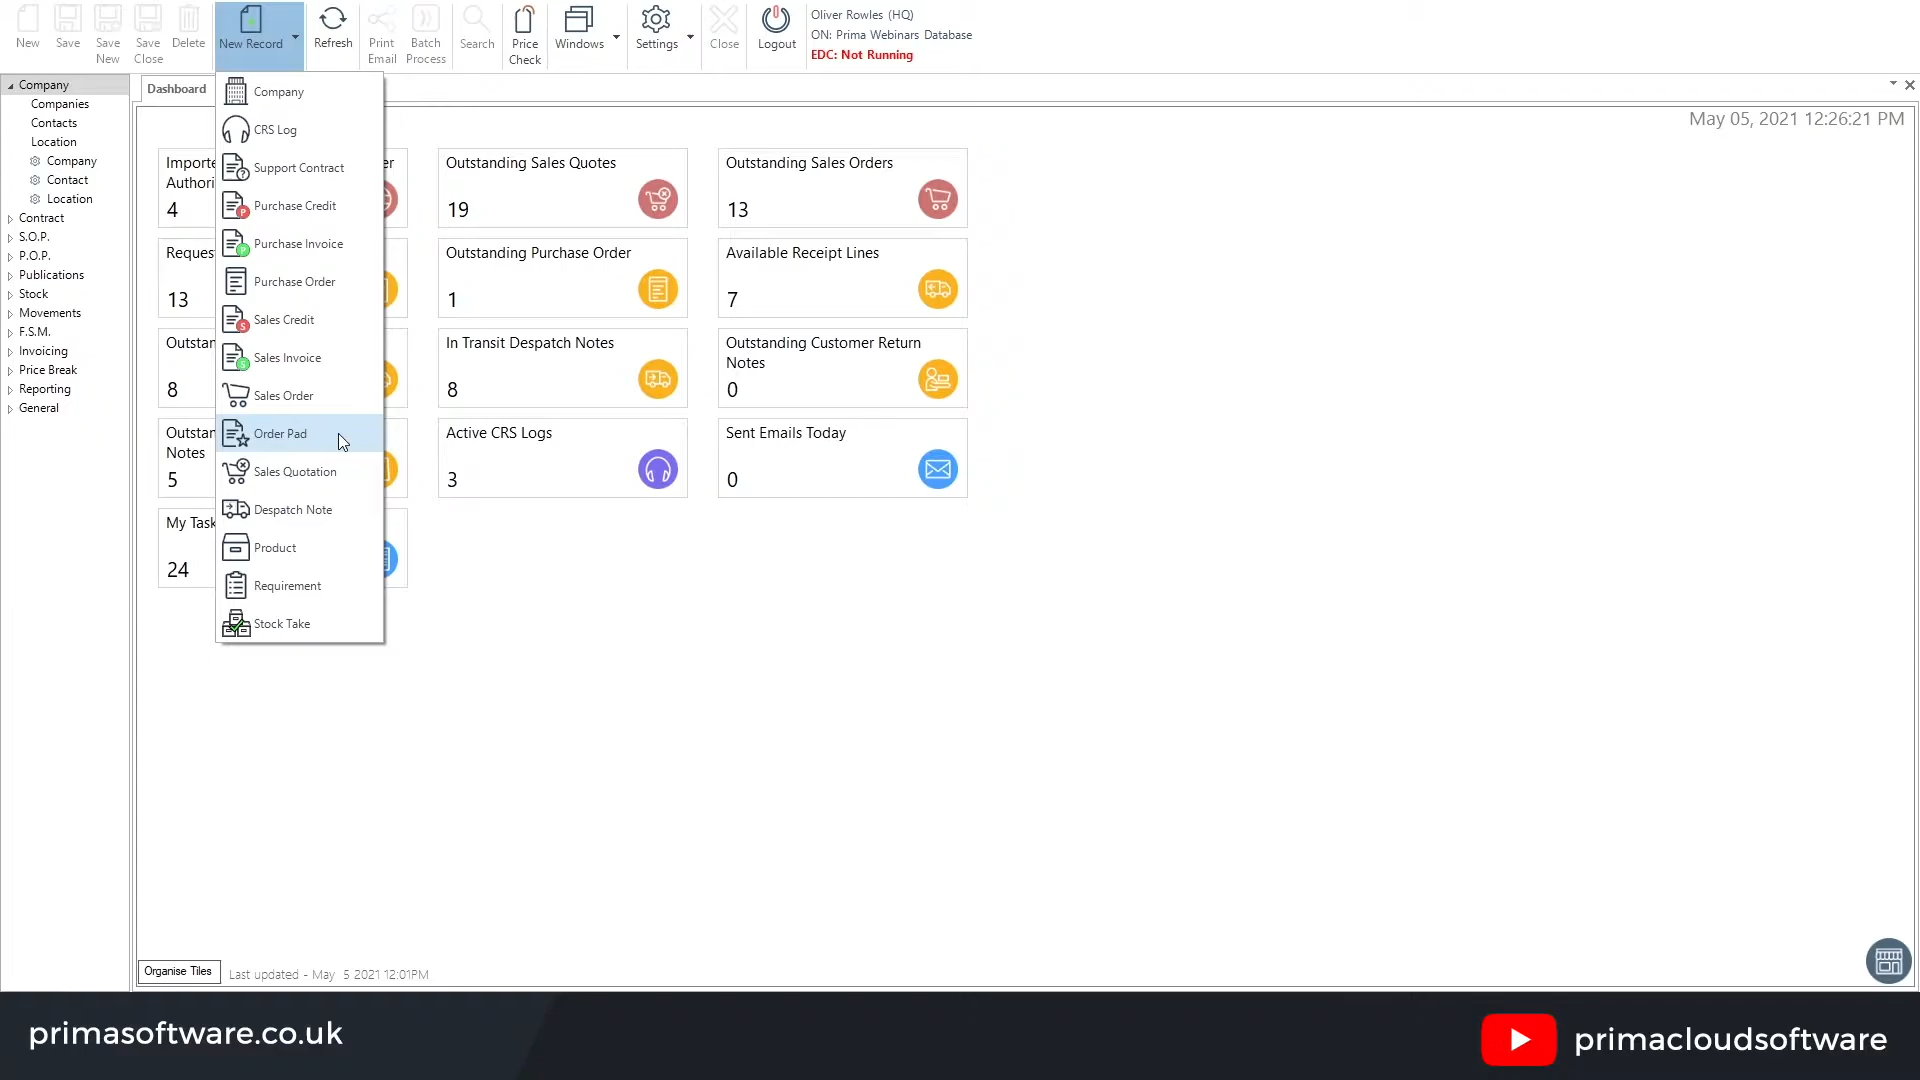 New
Save
Save
New
Save
Close
Delete
New Record
Refresh
Print
Email
Batch
Process
Search
Price
Check
Windows
Settings
Close
Logout
Oliver Rowles (HQ)
ON: Prima Webinars Database
EDC: Not Running
Company
Companies
Contacts
Location
Company
Contact
Location
Contract
S.O.P.
P.O.P.
Publications
Stock
Movements
F.S.M.
Invoicing
Price Break
Reporting
General
Dashboard
May 05, 2021 12:26:21 PM
Company
CRS Log
Support Contract
Purchase Credit
Purchase Invoice
Purchase Order
Sales Credit
Sales Invoice
Sales Order
Order Pad
Sales Quotation
Despatch Note
Product
Requirement
Stock Take
Importe er
Authori
4
Outstanding Sales Quotes
19
Outstanding Sales Orders
13
Reques
13
Outstanding Purchase Order
1
Available Receipt Lines
7
Outstan
8
In Transit Despatch Notes
8
Outstanding Customer Return
Notes
0
Outstan
Notes
5
Active CRS Logs
3
Sent Emails Today
0
My Task
24
Organise Tiles
Last updated - May 5 2021 12:01PM
primasoftware.co.uk
primacloudsoftware